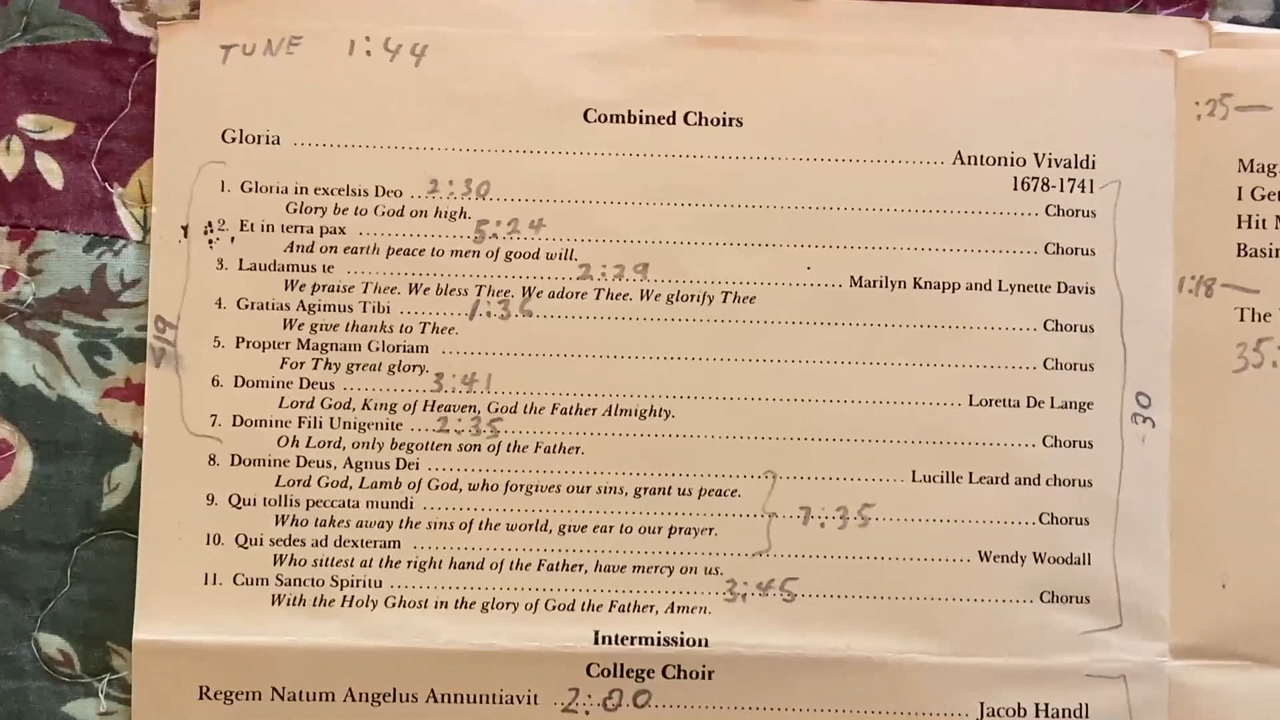 TUNE 1:44
Combined Choirs
Gloria ........ Antonio Vivaldi
1678-1741
1. Gloria in excelsis Deo ... 2:30 ........ Chorus
Glory be to God on high.
2. Et in terra pax ........ 5:24 ........ Chorus
And on earth peace to men of good will.
3. Laudamus te ........ 2:29 ........ Marilyn Knapp and Lynette Davis
We praise Thee. We bless Thee. We adore Thee. We glorify Thee
4. Gratias Agimus Tibi ........ 1:36 ........ Chorus
We give thanks to Thee.
5. Propter Magnam Gloriam ........ Chorus
For Thy great glory.
6. Domine Deus ........ 3:41 ........ Loretta De Lange
Lord God, King of Heaven, God the Father Almighty.
7. Domine Fili Unigenite ... 2:35 ........ Chorus
Oh Lord, only begotten son of the Father.
8. Domine Deus, Agnus Dei ........ Lucille Leard and chorus
Lord God, Lamb of God, who forgives our sins, grant us peace.
9. Qui tollis peccata mundi ........ 7:35 ........ Chorus
Who takes away the sins of the world, give ear to our prayer.
10. Qui sedes ad dexteram ........ Wendy Woodall
Who sittest at the right hand of the Father, have mercy on us.
11. Cum Sancto Spiritu ........ 3:45 ........ Chorus
With the Holy Ghost in the glory of God the Father, Amen.
30
Intermission
College Choir
Regem Natum Angelus Annuntiavit ... 2:00 ........ Jacob Handl
:25—
I
Hit
1:18 —
The
35: